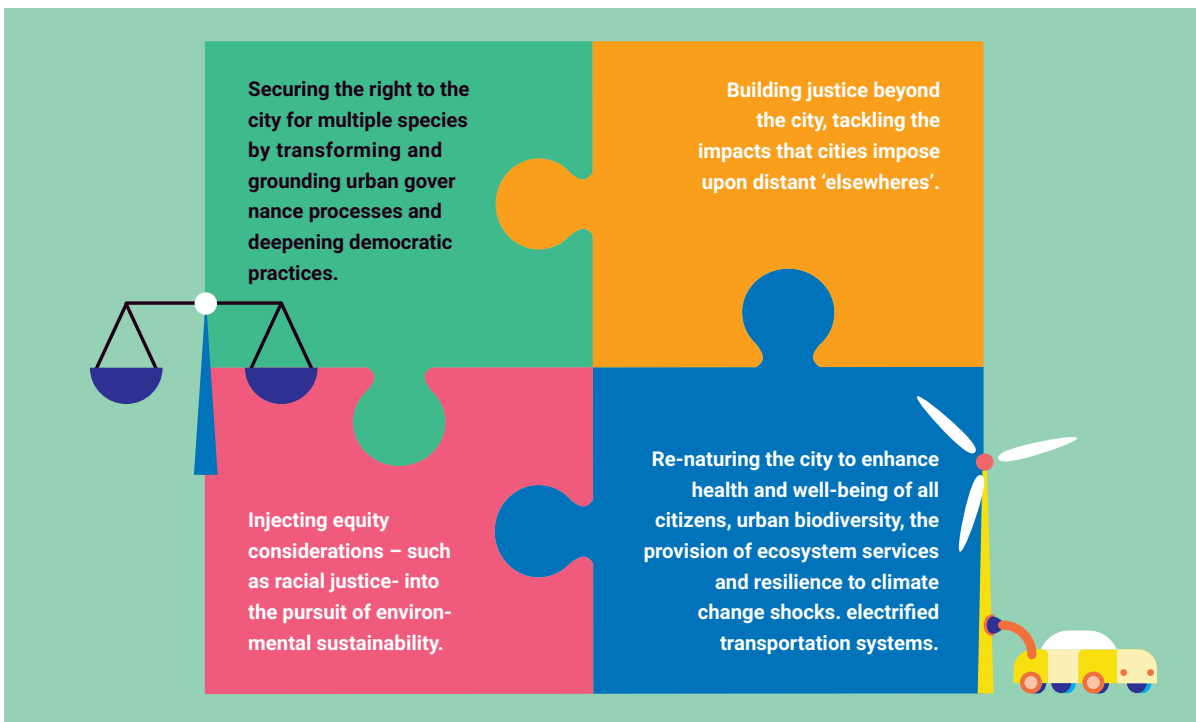 Securing the right to the
city for multiple species
by transforming and
grounding urban gover
nance processes and
deepening democratic
practices.
Building justice beyond
the city, tackling the
impacts that cities impose
upon distant ‘elsewheres’.
Injecting equity
considerations – such
as racial justice- into
the pursuit of environ-
mental sustainability.
Re-naturing the city to enhance
health and well-being of all
citizens, urban biodiversity, the
provision of ecosystem services
and resilience to climate
change shocks. electrified
transportation systems.